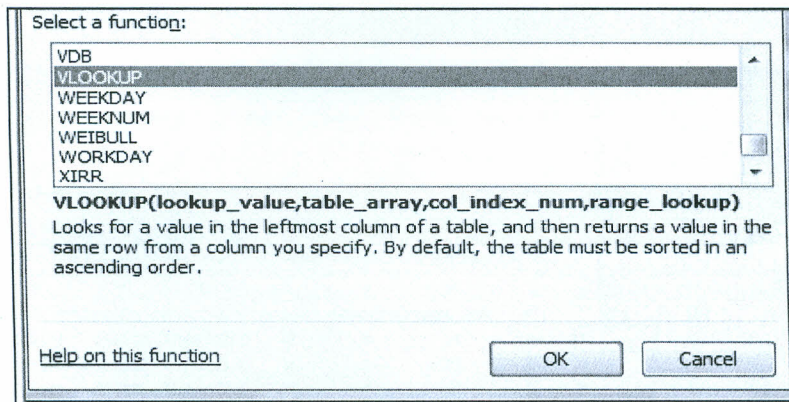 Select a function:
VDB
VLOOKUP
WEEKDAY
WEEKNUM
WEIBULL
WORKDAY
XIRR
VLOOKUP(lookup_value,table_array,col_index_num,range_lookup)
Looks for a value in the leftmost column of a table, and then returns a value in the
same row from a column you specify. By default, the table must be sorted in an
ascending order.
Help on this function
OK
Cancel